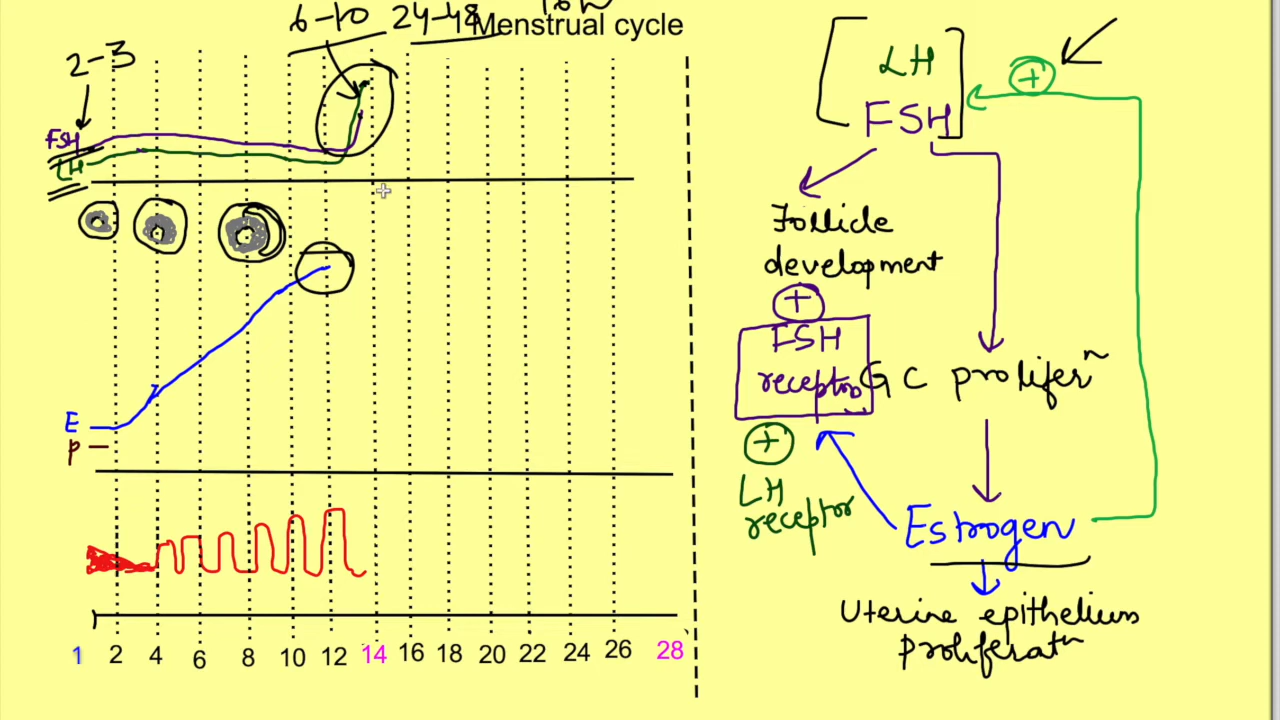 6-10 24-48
Menstrual cycle
2-3
FSH
LH
E
P
1 2 4 6 8 10 12 14 16 18 20 22 24 26 28
LH
FSH
+
Follicle
development
+
FSH
receptor
GC prolifer^n
+
LH
receptor
Estrogen
Uterine epithelium
proliferat^n